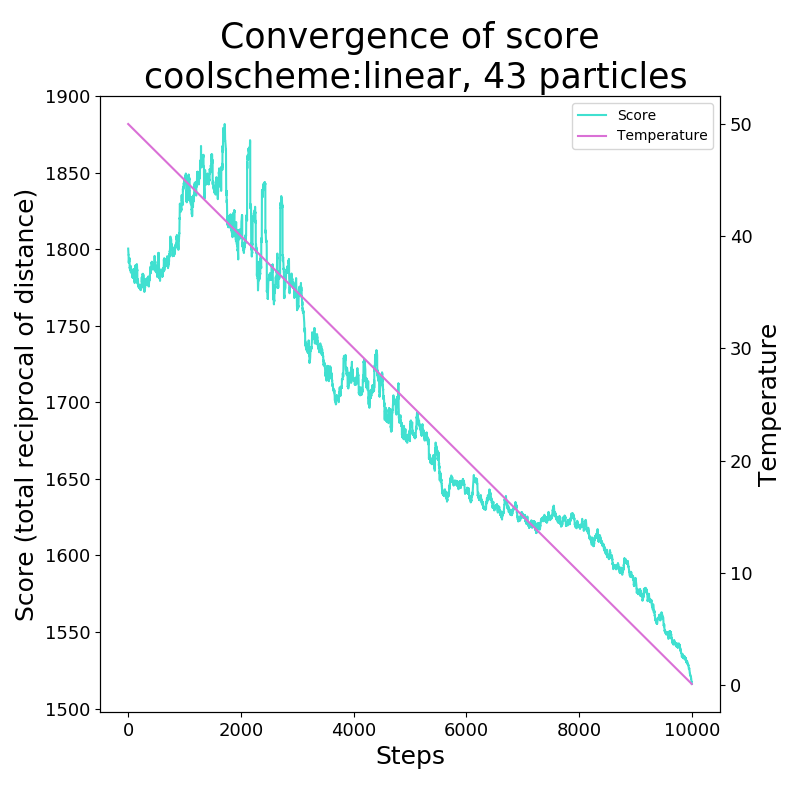 Convergence of score
coolscheme:linear, 43 particles
Score
Temperature
Score (total reciprocal of distance)
1900
1850
1800
1750
1700
1650
1600
1550
1500
50
40
30
20
10
0
Temperature
0 2000 4000 6000 8000 10000
Steps